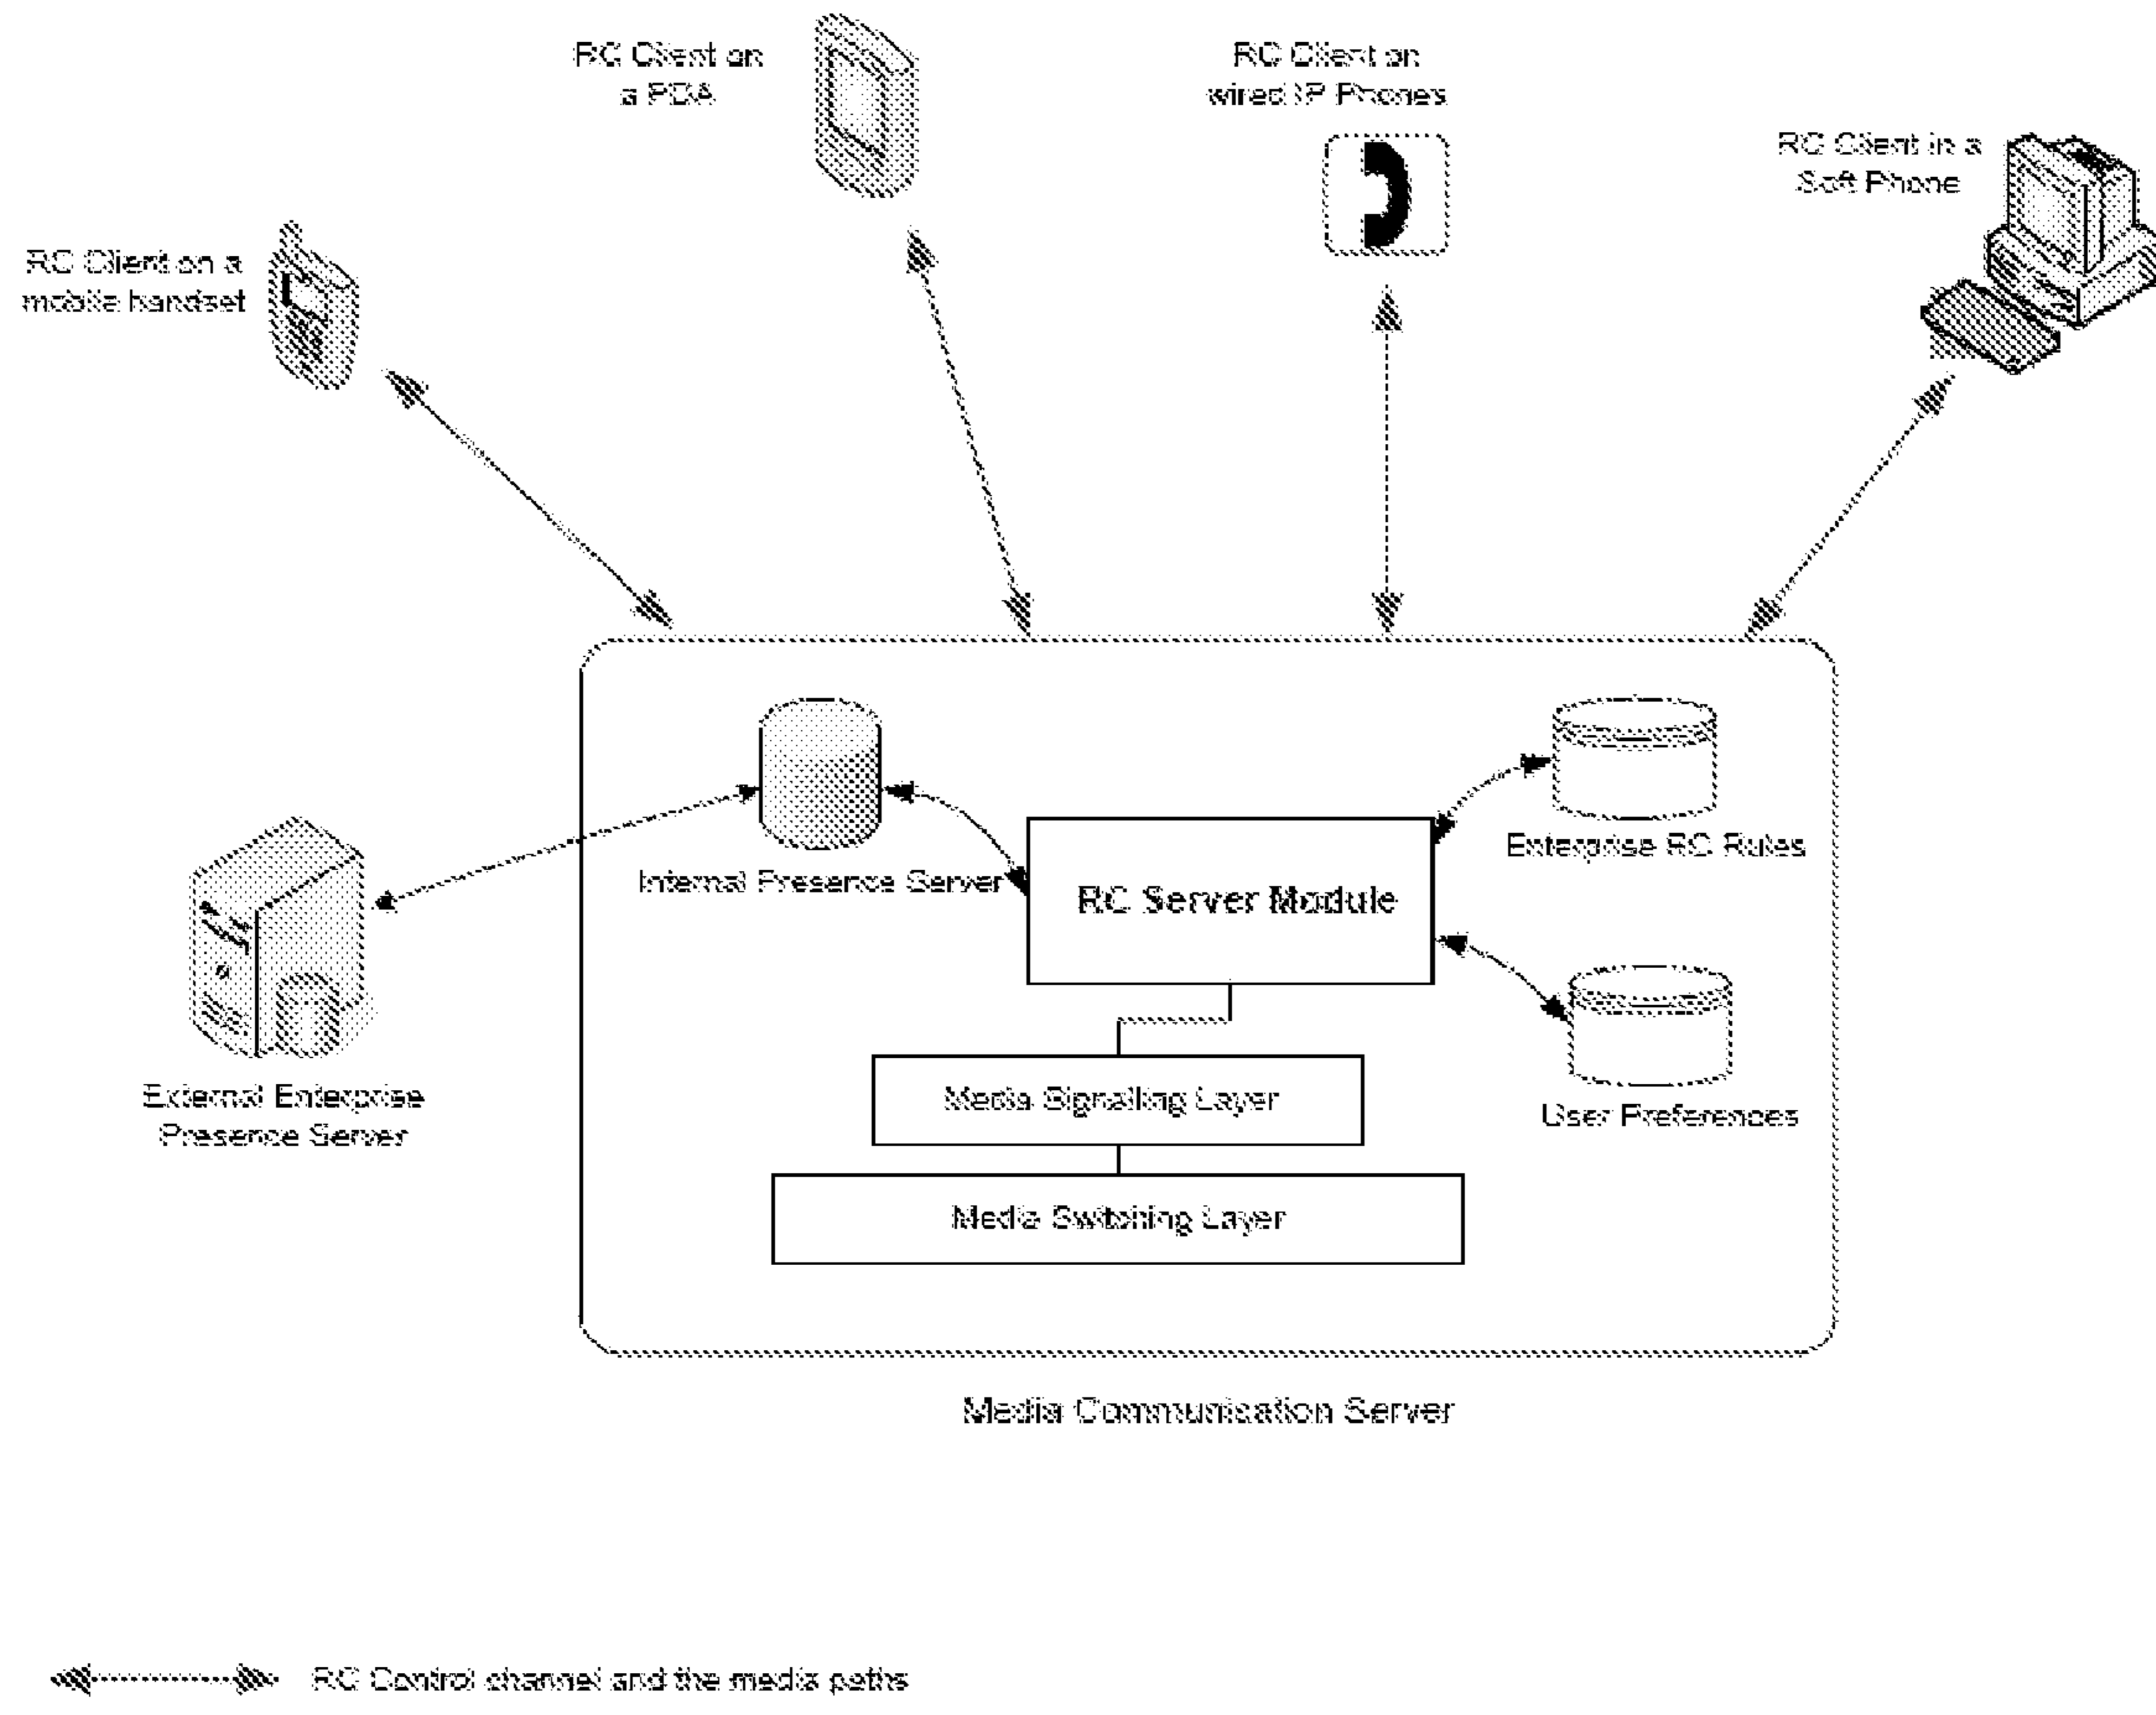 RC Client on
a PDA
RC Client on
wired IP Phones
RC Client in a
Soft Phone
RC Client on a
mobile handset
Enterprise RC Rules
Internal Presence Server
RC Server Module
External Enterprise
Presence Server
Media Signalling Layer
User Preferences
Media Switching Layer
Media Communication Server
RC Control channel and the media paths